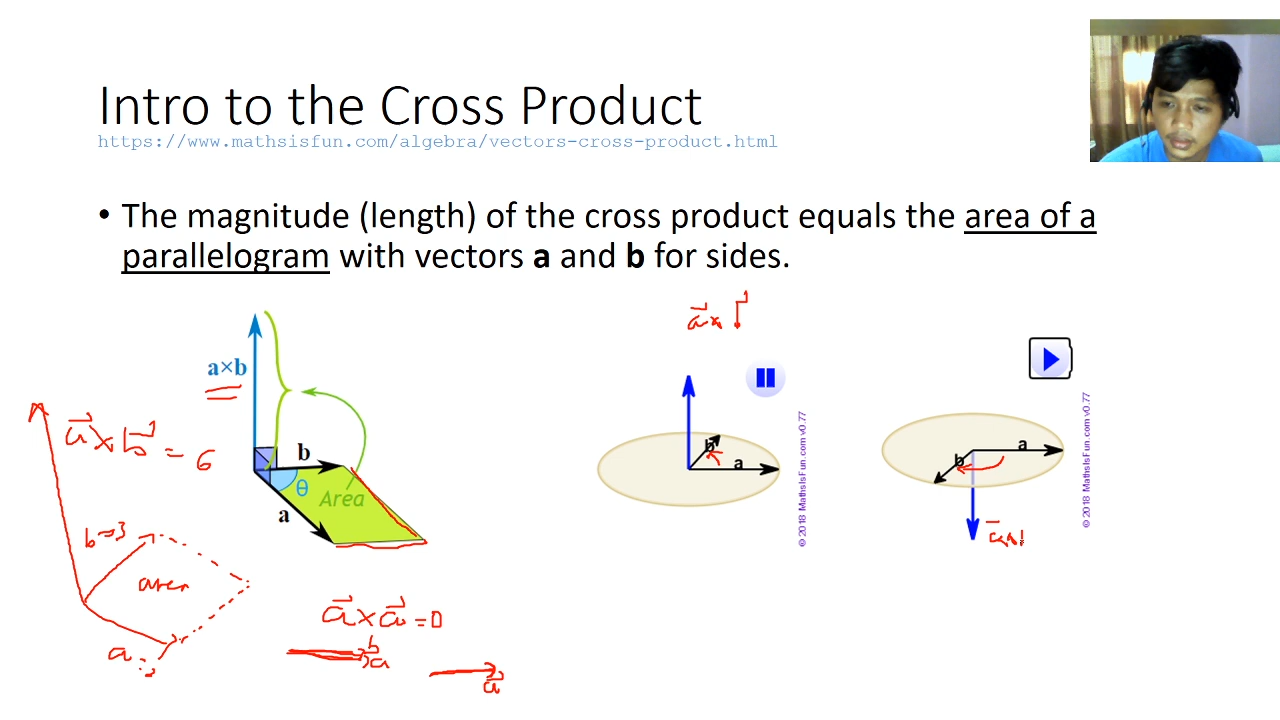 Intro to the Cross Product
https://www.mathsisfun.com/algebra/vectors-cross-product.html
• The magnitude (length) of the cross product equals the area of a
parallelogram with vectors a and b for sides.
a×b
b
θ
a
Area
a⃗ × b⃗ = 6
b=3
area
a⃗ × a⃗ = 0
b
a
a⃗
a⃗ ×
b
a
© 2018 MathsIsFun.com v0.77
a
b
© 2018 MathsIsFun.com v0.77